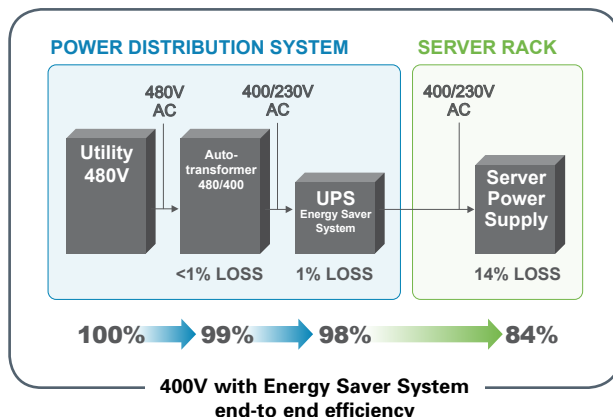 POWER DISTRIBUTION SYSTEM
SERVER RACK
480V
AC
400/230V
AC
400/230V
AC
Utility
480V
Auto-
transformer
480/400
UPS
Energy Saver
System
Server
Power
Supply
<1% LOSS
1% LOSS
14% LOSS
100% 99% 98% 84%
400V with Energy Saver System
end-to end efficiency